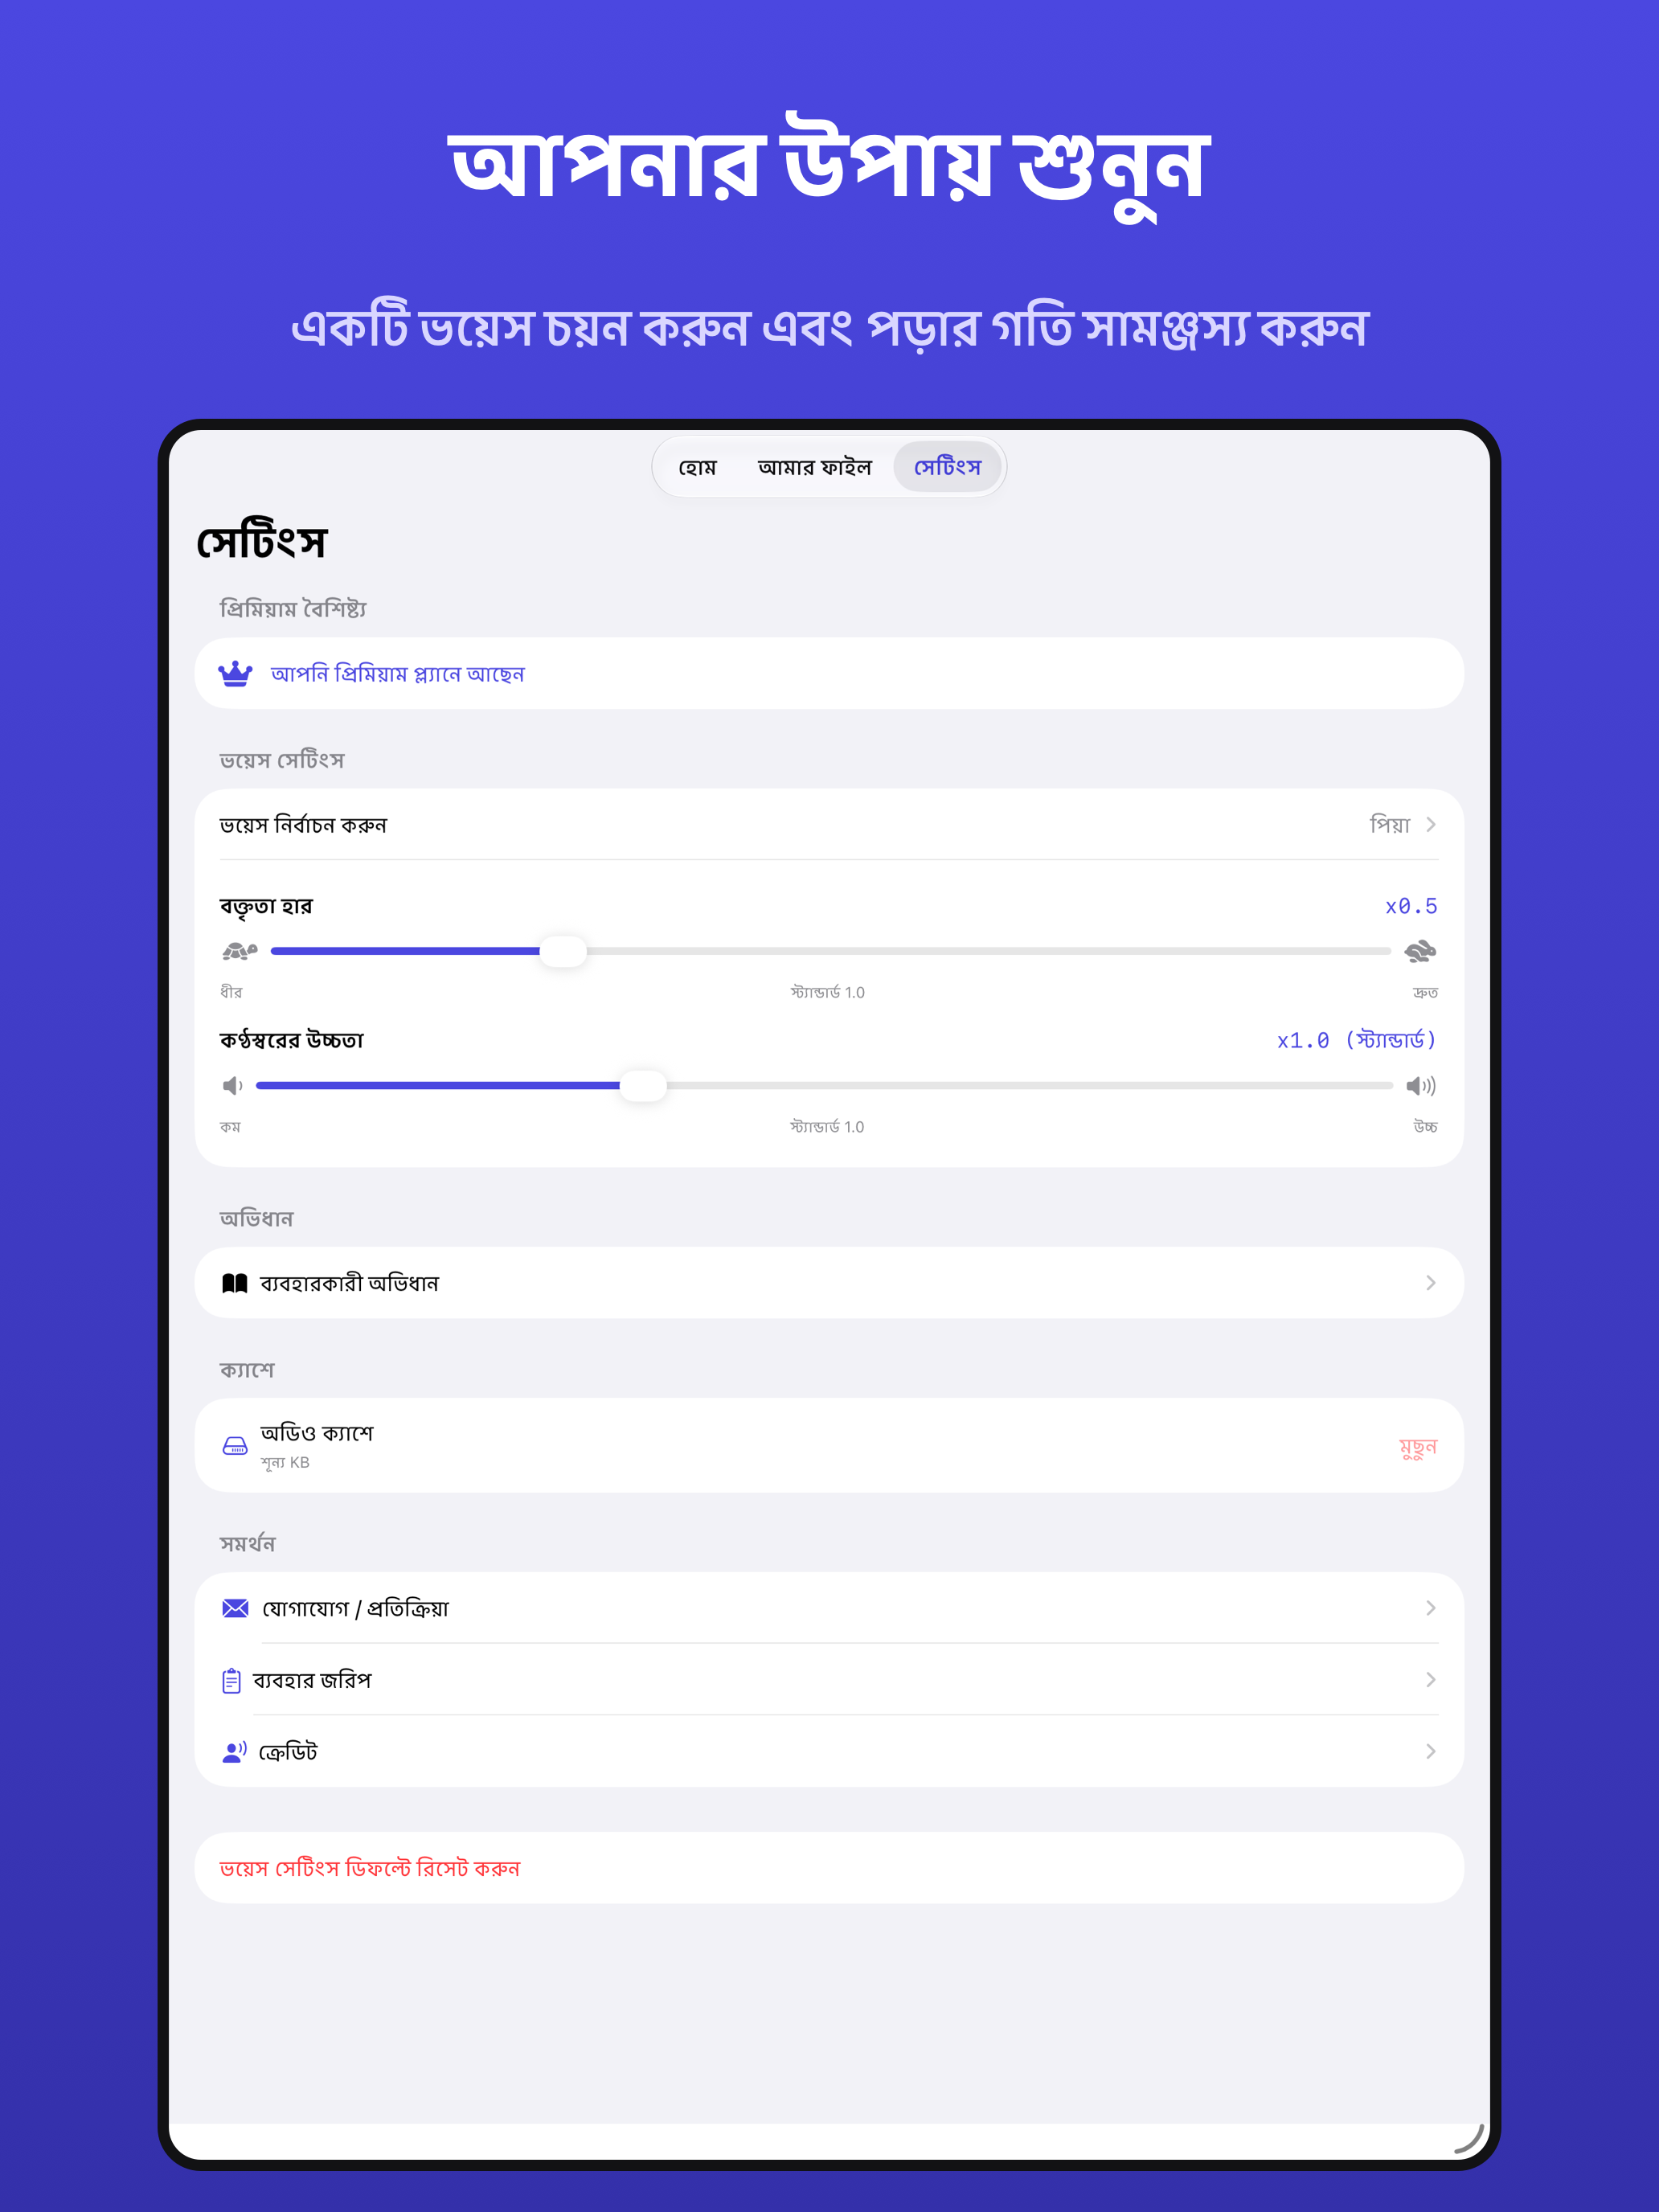 আপনার উপায় শুনুন
একটি ভয়েস চয়ন করুন এবং পড়ার গতি সামঞ্জস্য করুন
হোম আমার ফাইল সেটিংস
সেটিংস
প্রিমিয়াম বৈশিষ্ট্য
আপনি প্রিমিয়াম প্ল্যানে আছেন
ভয়েস সেটিংস
ভয়েস নির্বাচন করুন পিয়া
বক্তৃতা হার x0.5
ধীর স্ট্যান্ডার্ড 1.0 দ্রুত
কণ্ঠস্বরের উচ্চতা x1.0 (স্ট্যান্ডার্ড)
কম স্ট্যান্ডার্ড 1.0 উচ্চ
অভিধান
ব্যবহারকারী অভিধান
ক্যাশে
অডিও ক্যাশে
শূন্য KB
মুছুন
সমর্থন
যোগাযোগ / প্রতিক্রিয়া
ব্যবহার জরিপ
ক্রেডিট
ভয়েস সেটিংস ডিফল্টে রিসেট করুন